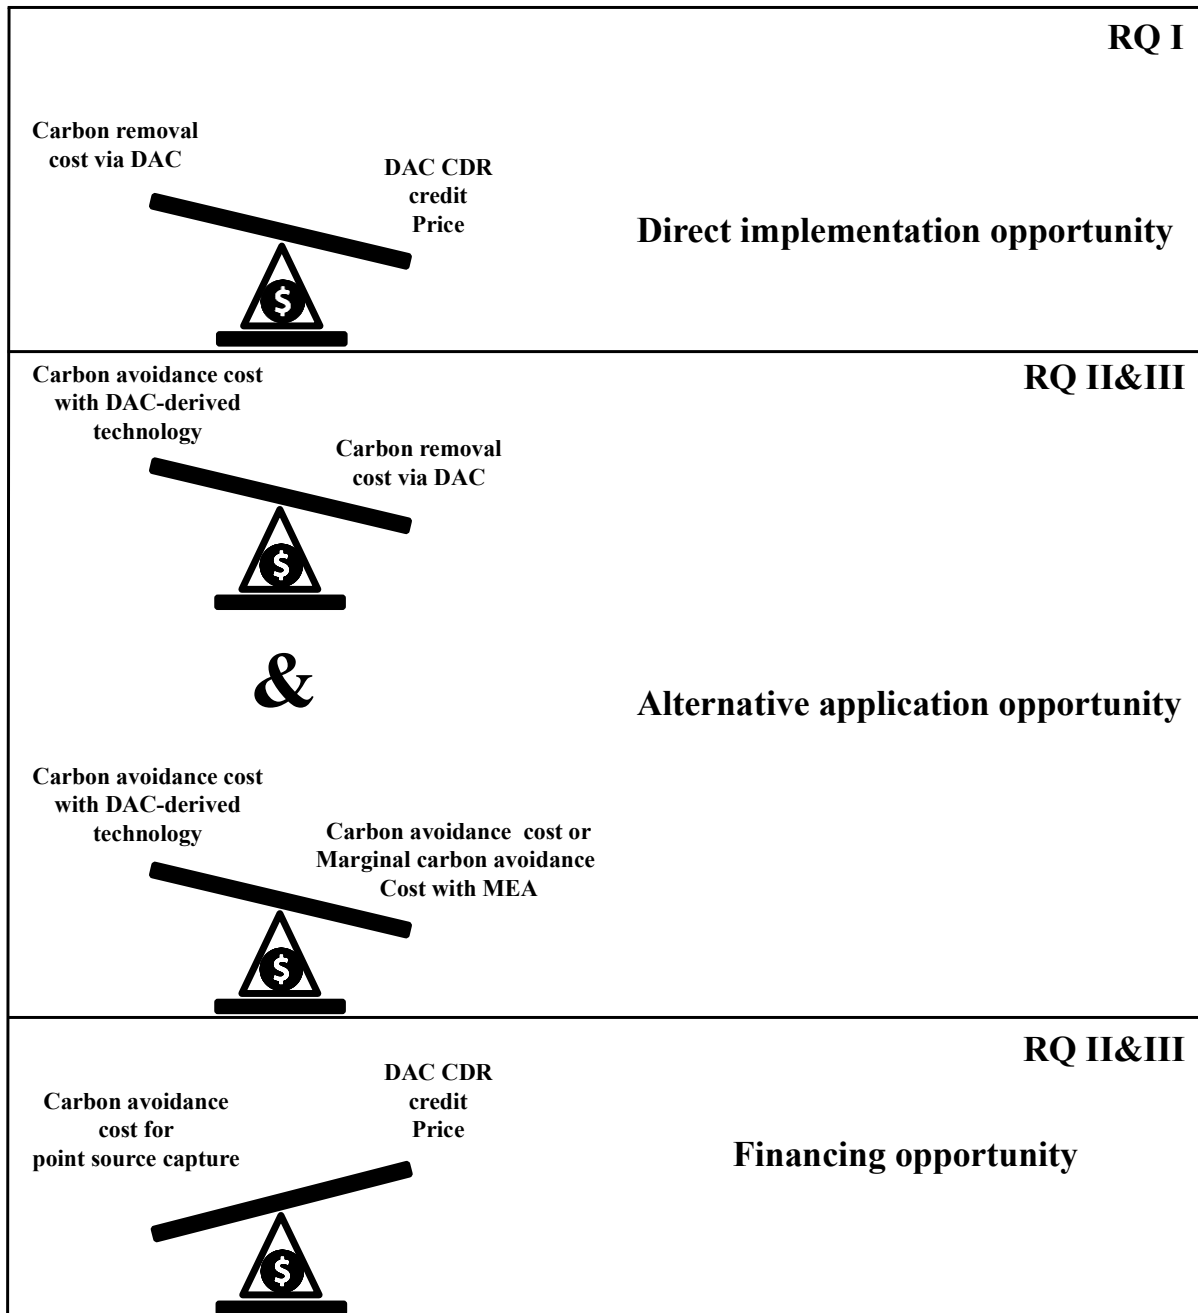 RQ I
Carbon removal
cost via DAC
DAC CDR
credit
Price
Direct implementation opportunity
$
RQ II&III
Carbon avoidance cost
with DAC-derived
technology
Carbon removal
cost via DAC
$
&
Alternative application opportunity
Carbon avoidance cost
with DAC-derived
technology
Carbon avoidance  cost or
Marginal carbon avoidance
Cost with MEA
$
RQ II&III
DAC CDR
credit
Price
Carbon avoidance
cost for
point source capture
Financing opportunity
$